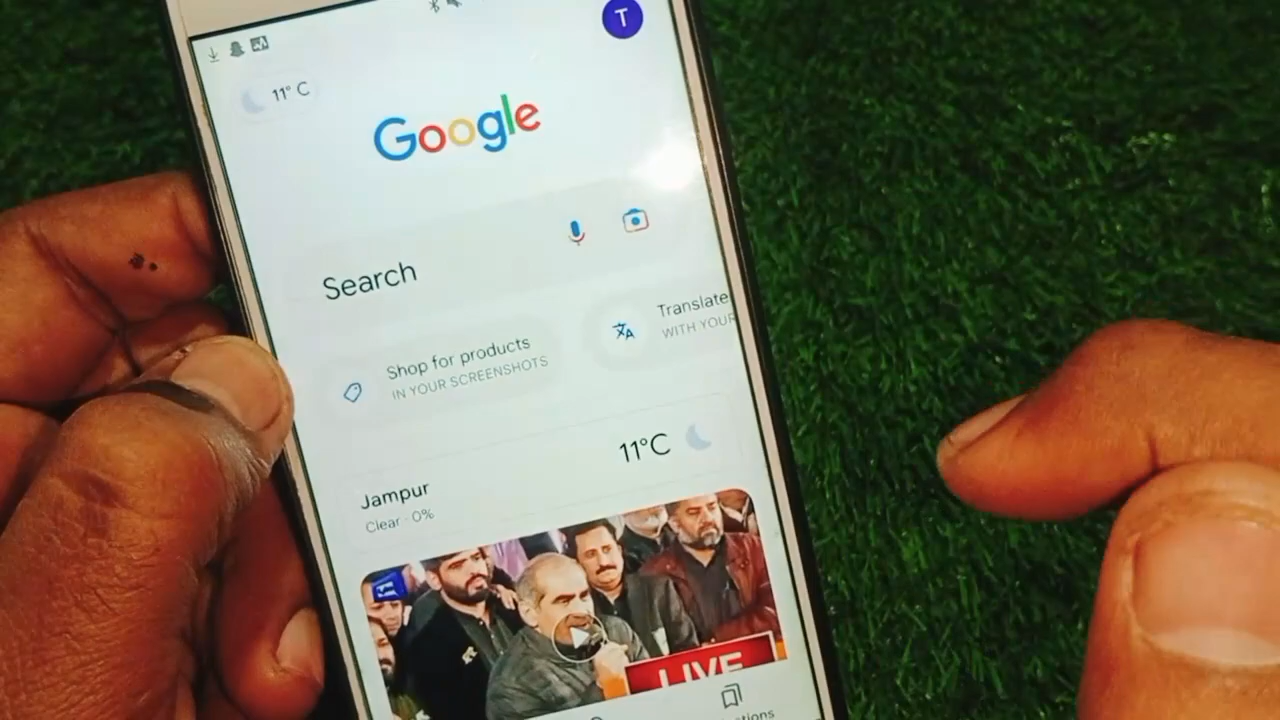 T
11° C
Google
Search
Translate
WITH YOUR
Shop for products
IN YOUR SCREENSHOTS
11°C
Jampur
Clear · 0%
LIVE